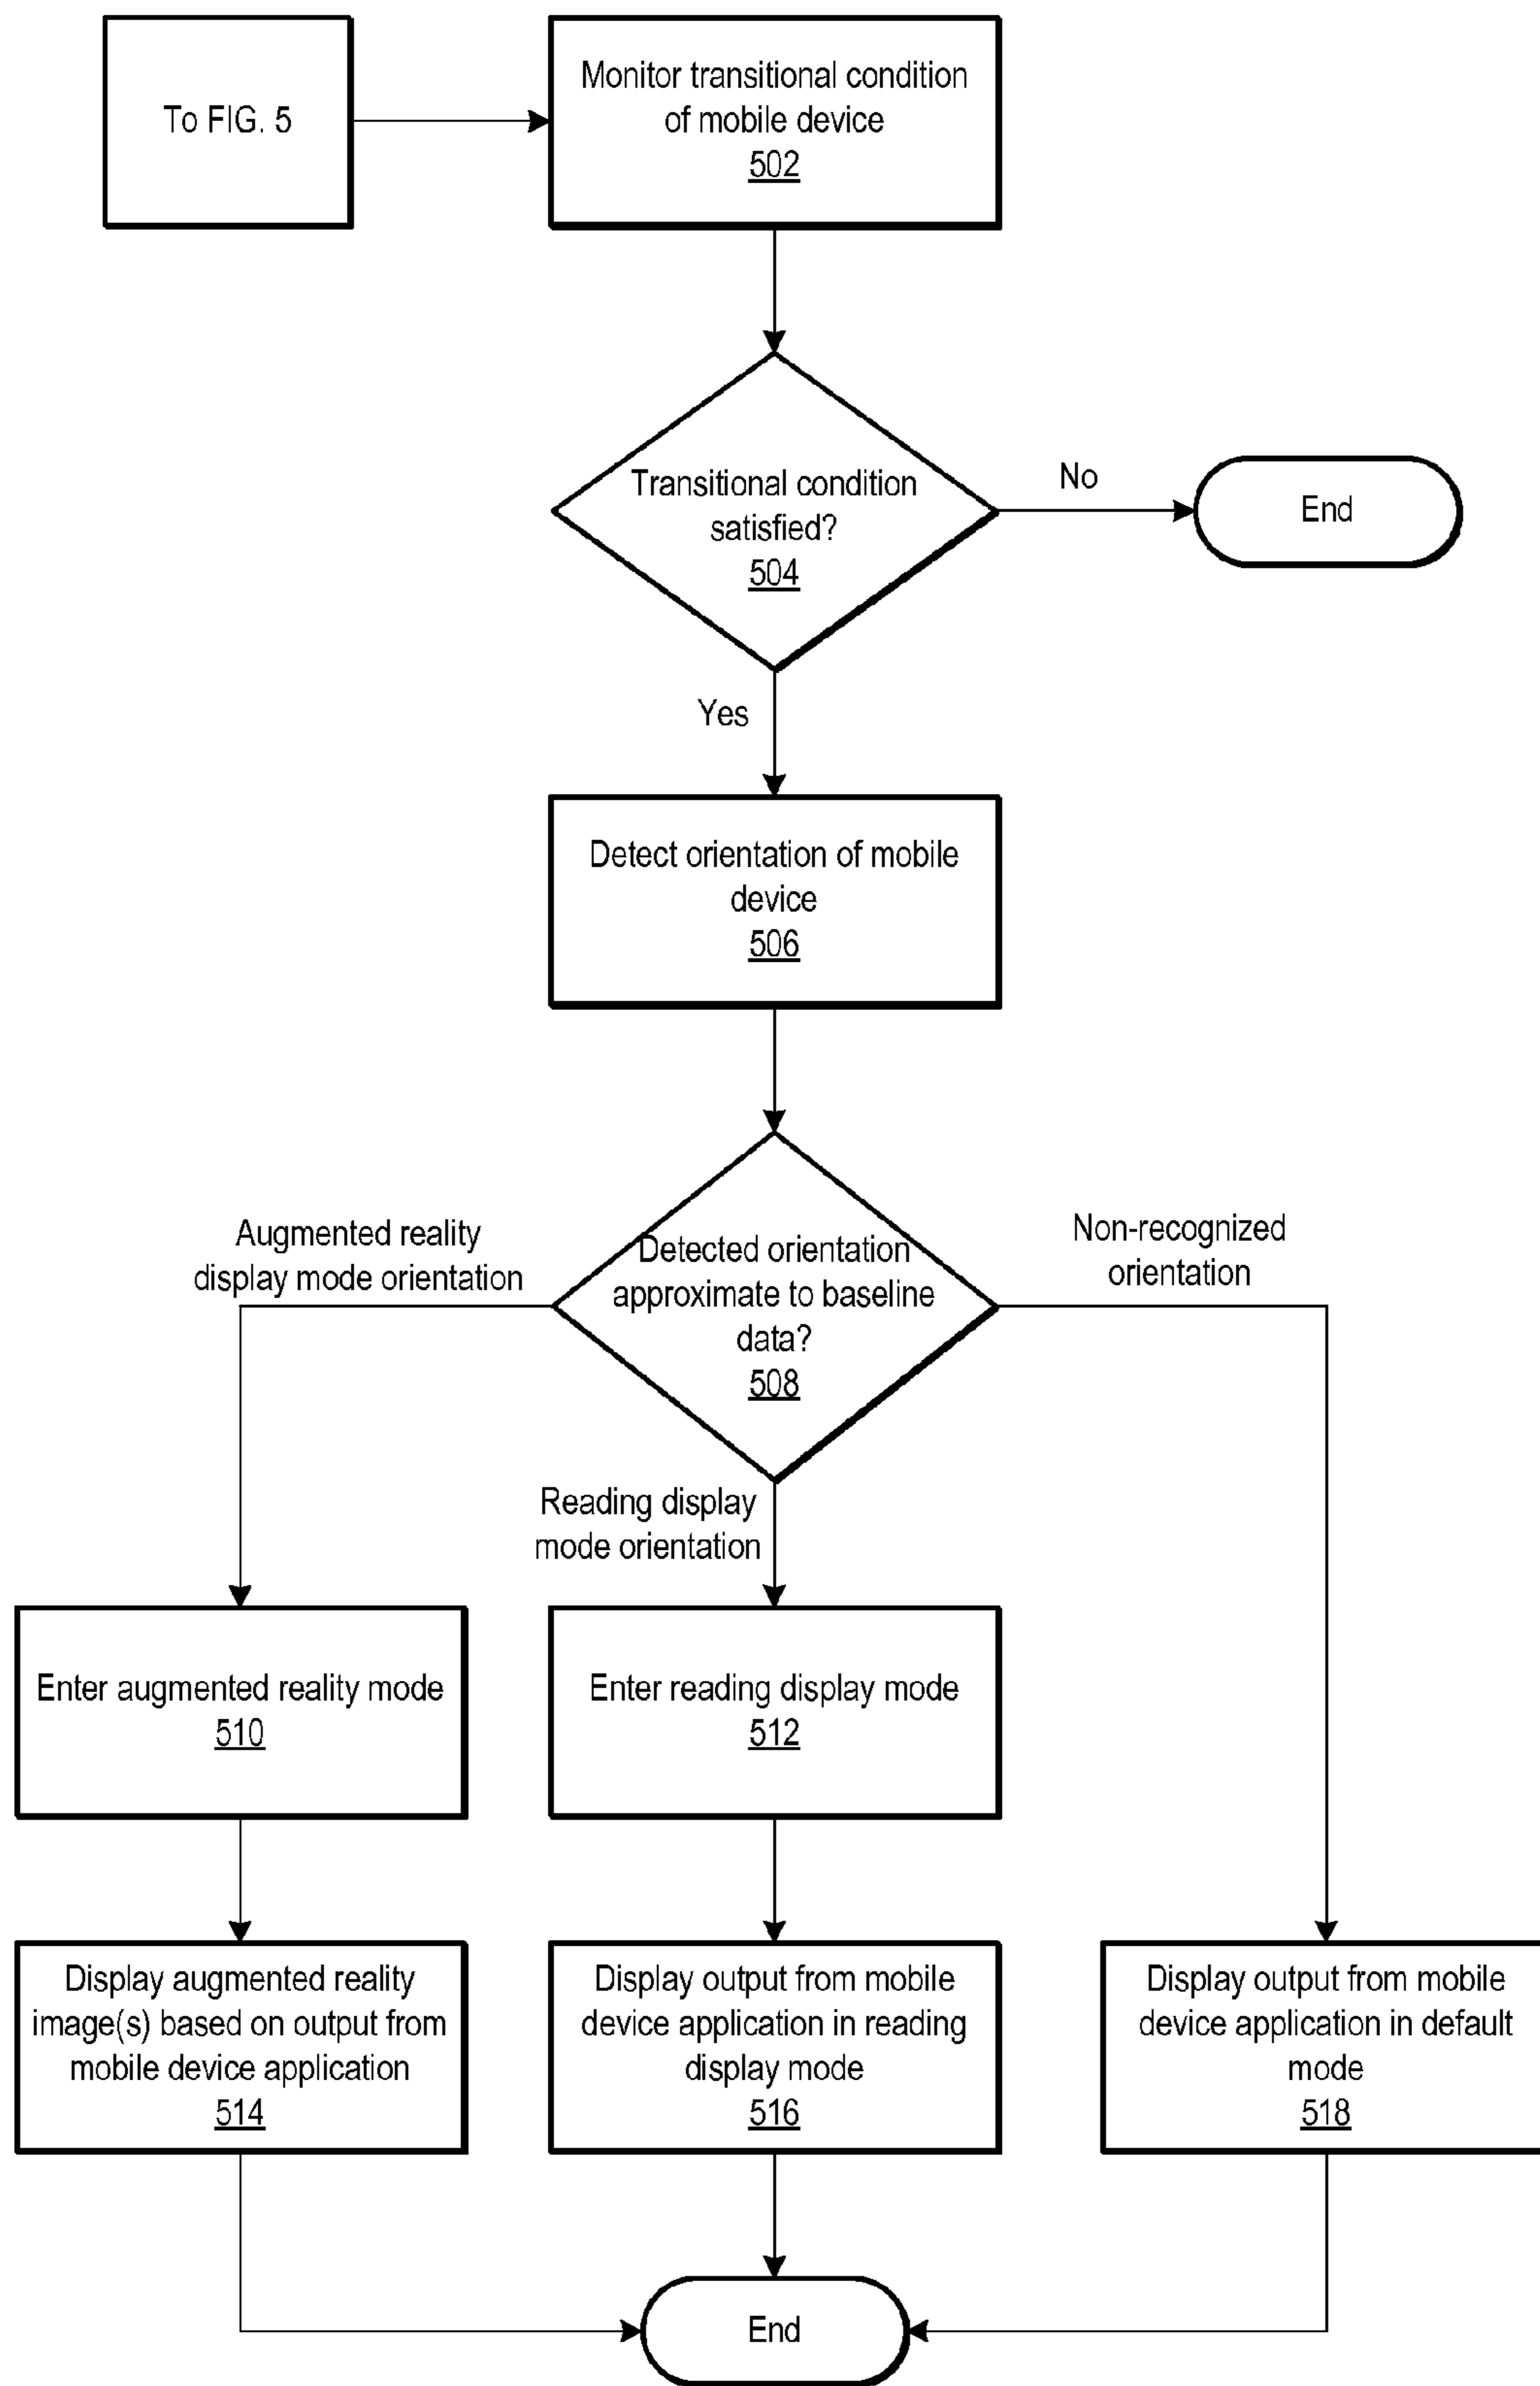 To FIG. 5
Monitor transitional condition
of mobile device
502
Transitional condition
satisfied?
504
No
End
Yes
Detect orientation of mobile
device
506
Detected orientation
approximate to baseline
data?
508
Augmented reality
display mode orientation
Non-recognized
orientation
Reading display
mode orientation
Enter augmented reality mode
510
Enter reading display mode
512
Display augmented reality
image(s) based on output from
mobile device application
514
Display output from mobile
device application in reading
display mode
516
Display output from mobile
device application in default
mode
518
End